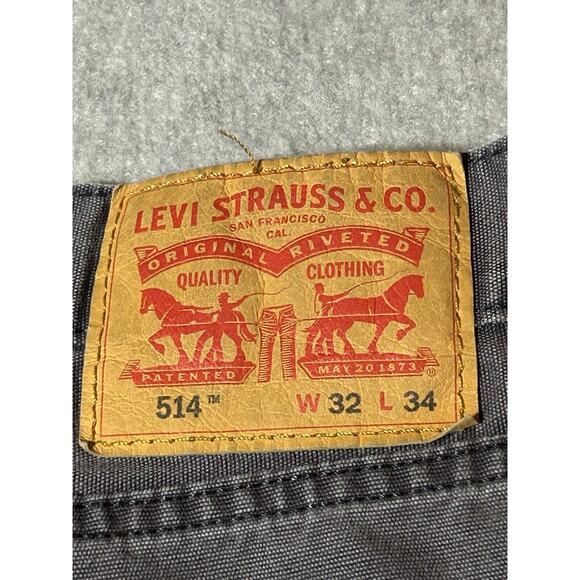 LEVI STRAUSS & CO.
SAN FRANCISCO
CAL.
ORIGINAL RIVETED
QUALITY CLOTHING
PATENTED MAY 20 1873 ®
514™ W 32 L 34